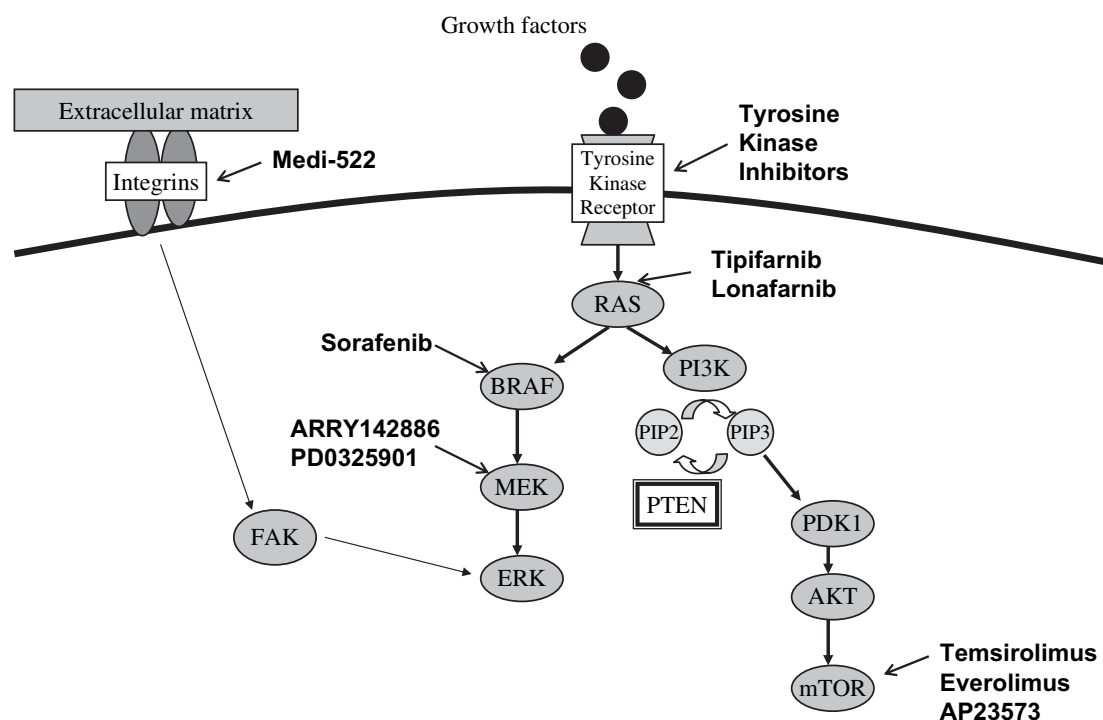 Growth factors
Extracellular matrix
Integrins
Medi-522
Tyrosine
Kinase
Receptor
Tyrosine
Kinase
Inhibitors
Tipifarnib
Lonafarnib
RAS
Sorafenib
BRAF
PI3K
ARRY142886
PD0325901
PIP2
PIP3
MEK
PTEN
PDK1
FAK
ERK
AKT
mTOR
Temsirolimus
Everolimus
AP23573